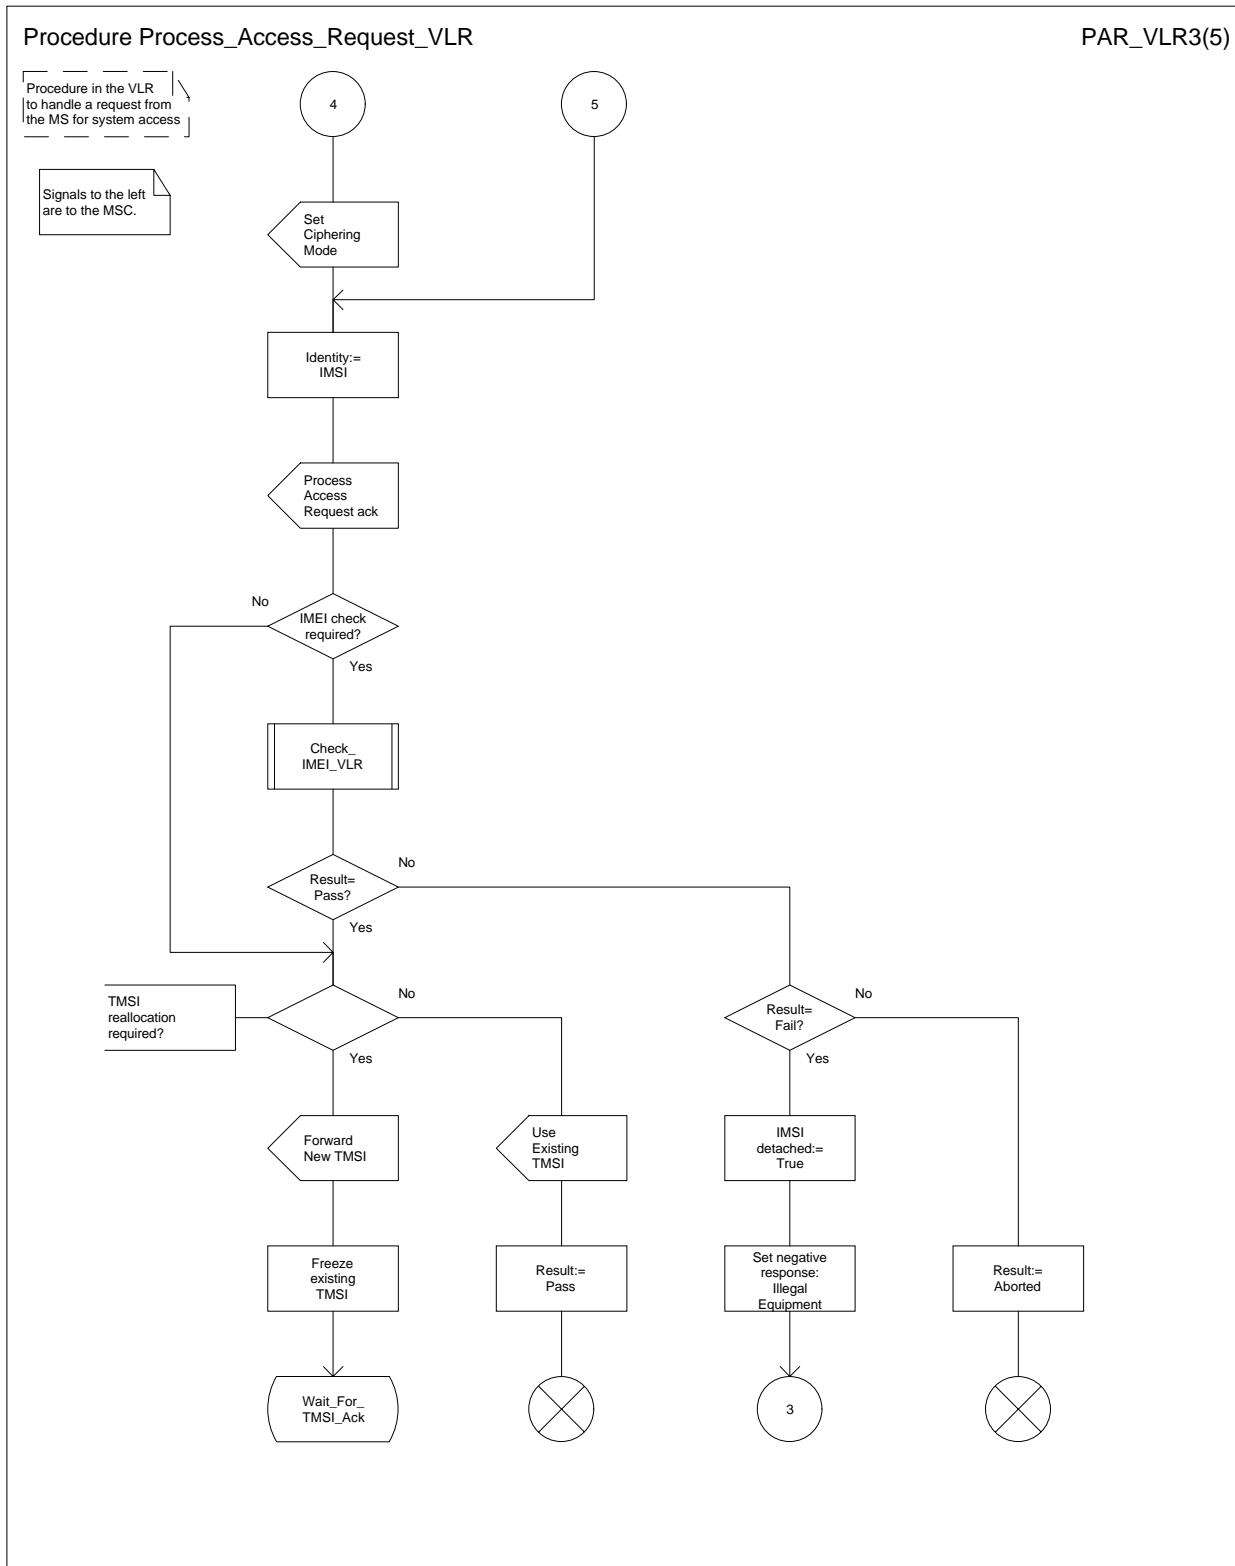 Procedure Process_Access_Request_VLR
PAR_VLR3(5)
Procedure in the VLR
to handle a request from
the MS for system access
4
5
Signals to the left
are to the MSC.
Set
Ciphering
Mode
Identity:=
IMSI
Process
Access
Request ack
No
IMEI check
required?
Yes
Check_
IMEI_VLR
No
Result=
Pass?
Yes
TMSI
reallocation
required?
No
Yes
Result=
Fail?
No
Yes
Forward
New TMSI
Use
Existing
TMSI
IMSI
detached:=
True
Freeze
existing
TMSI
Result:=
Pass
Set negative
response:
Illegal
Equipment
Result:=
Aborted
Wait_For_
TMSI_Ack
3